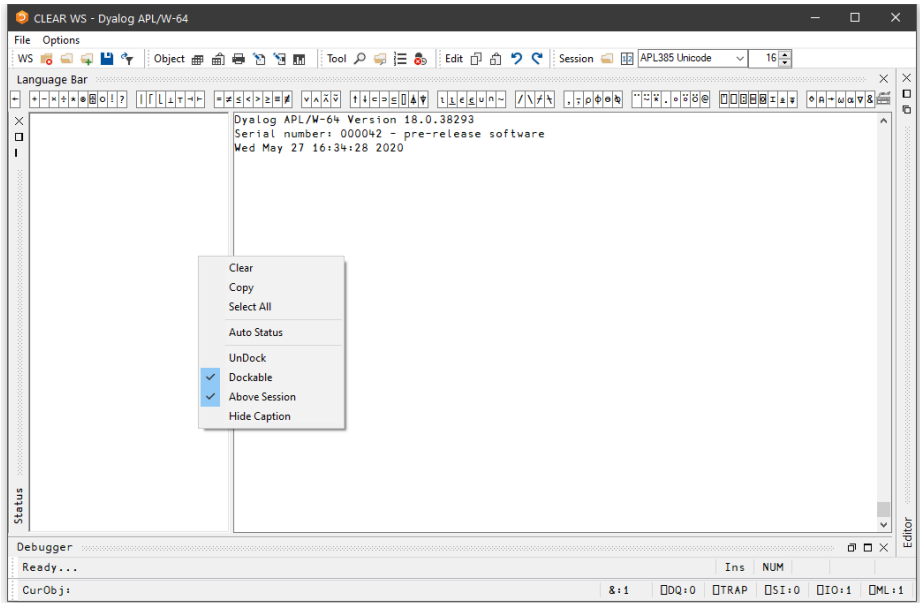 CLEAR WS - Dyalog APL/W-64
File Options
WS Object Tool Edit Session APL385 Unicode 16
Language Bar
Dyalog APL/W-64 Version 18.0.38293
Serial number: 000042 - pre-release software
Wed May 27 16:34:28 2020
Clear
Copy
Select All
Auto Status
UnDock
Dockable
Above Session
Hide Caption
Status
Editor
Debugger
Ready... Ins NUM
CurObj: &:1 ⎕DQ:0 ⎕TRAP ⎕SI:0 ⎕IO:1 ⎕ML:1